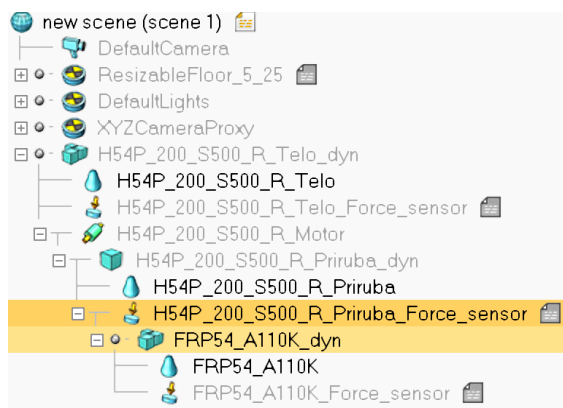 new scene (scene 1)
DefaultCamera
ResizableFloor_5_25
DefaultLights
XYZCameraProxy
H54P_200_S500_R_Telo_dyn
H54P_200_S500_R_Telo
H54P_200_S500_R_Telo_Force_sensor
H54P_200_S500_R_Motor
H54P_200_S500_R_Priruba_dyn
H54P_200_S500_R_Priruba
H54P_200_S500_R_Priruba_Force_sensor
FRP54_A110K_dyn
FRP54_A110K
FRP54_A110K_Force_sensor